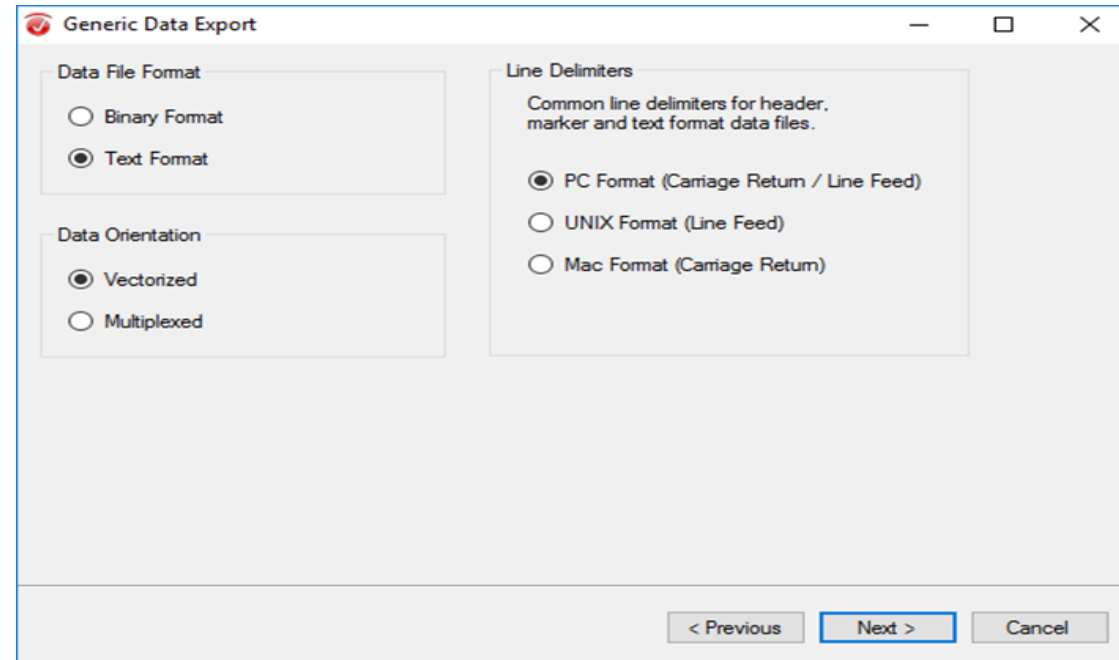 Generic Data Export
Data File Format
Binary Format
Text Format
Data Orientation
Vectorized
Multiplexed
Line Delimiters
Common line delimiters for header,
marker and text format data files.
PC Format (Carriage Return / Line Feed)
UNIX Format (Line Feed)
Mac Format (Carriage Return)
< Previous
Next >
Cancel